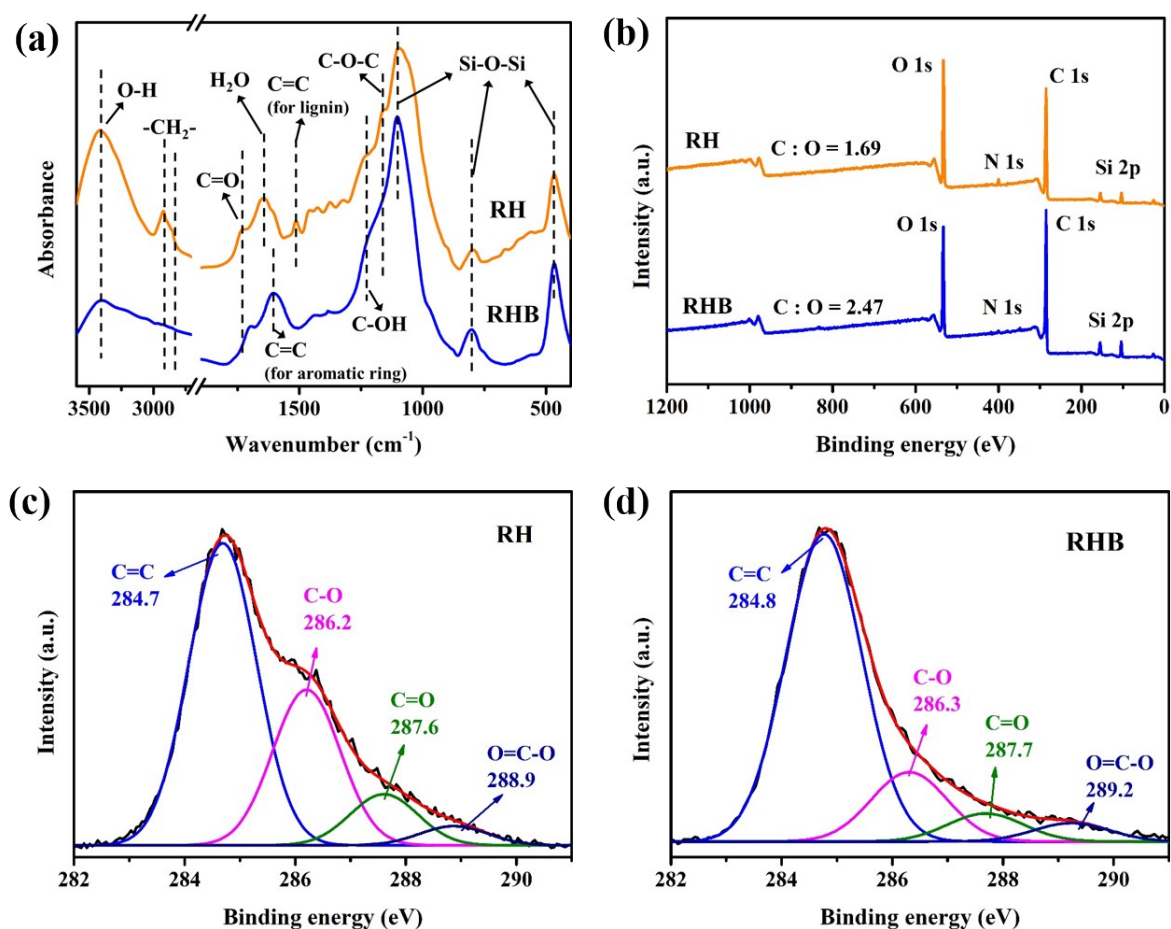 (a)
O-H
-CH₂-
C=O
H₂O
C=C
(for lignin)
C-O-C
Si-O-Si
RH
RHB
C-OH
C=C
(for aromatic ring)
Absorbance
3500 3000 1500 1000 500
Wavenumber (cm⁻¹)
(b)
O 1s
C 1s
RH
C : O = 1.69
N 1s
Si 2p
O 1s
C 1s
RHB
C : O = 2.47
N 1s
Si 2p
Intensity (a.u.)
1200 1000 800 600 400 200 0
Binding energy (eV)
(c)
RH
C=C
284.7
C-O
286.2
C=O
287.6
O=C-O
288.9
Intensity (a.u.)
282 284 286 288 290
Binding energy (eV)
(d)
RHB
C=C
284.8
C-O
286.3
C=O
287.7
O=C-O
289.2
Intensity (a.u.)
282 284 286 288 290
Binding energy (eV)